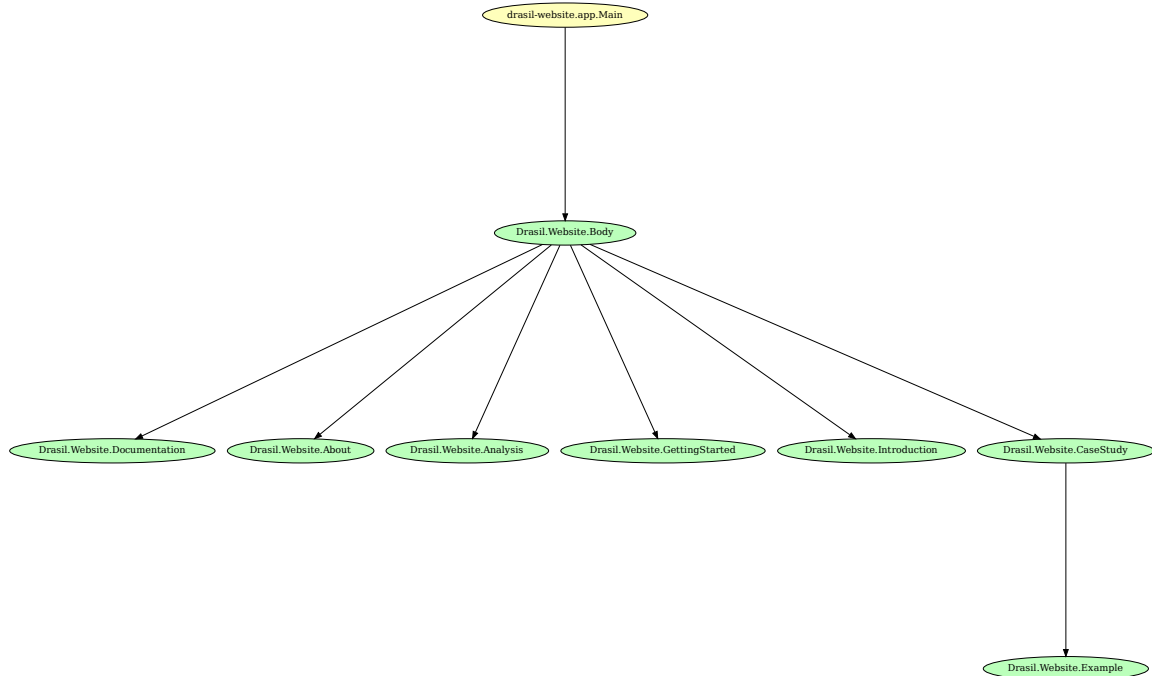 drasil-website.app.Main
Drasil.Website.Body
Drasil.Website.Documentation
Drasil.Website.About
Drasil.Website.Analysis
Drasil.Website.GettingStarted
Drasil.Website.Introduction
Drasil.Website.CaseStudy
Drasil.Website.Example